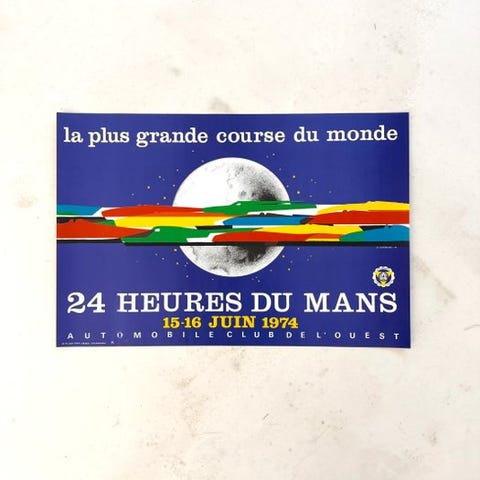 la plus grande course du monde
24 HEURES DU MANS
15-16 JUIN 1974
AUTOMOBILE CLUB DE L'OUEST